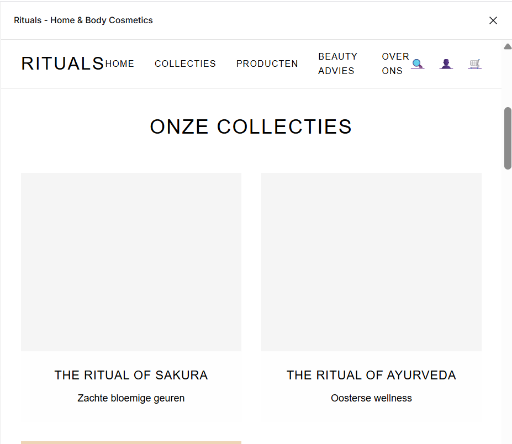 Rituals - Home & Body Cosmetics
RITUALS
HOME
COLLECTIES
PRODUCTEN
BEAUTY
ADVIES
OVER
ONS
ONZE COLLECTIES
THE RITUAL OF SAKURA
Zachte bloemige geuren
THE RITUAL OF AYURVEDA
Oosterse wellness